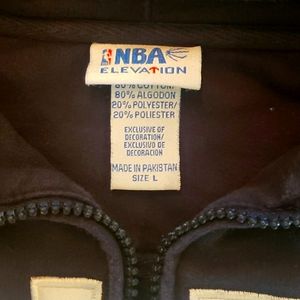 NBA
ELEVATION
80% COTTON/
80% ALGODON
20% POLYESTER/
20% POLIESTER
EXCLUSIVE OF
DECORATION/
EXCLUSIVO DE
DECORACION
MADE IN PAKISTAN
SIZE L